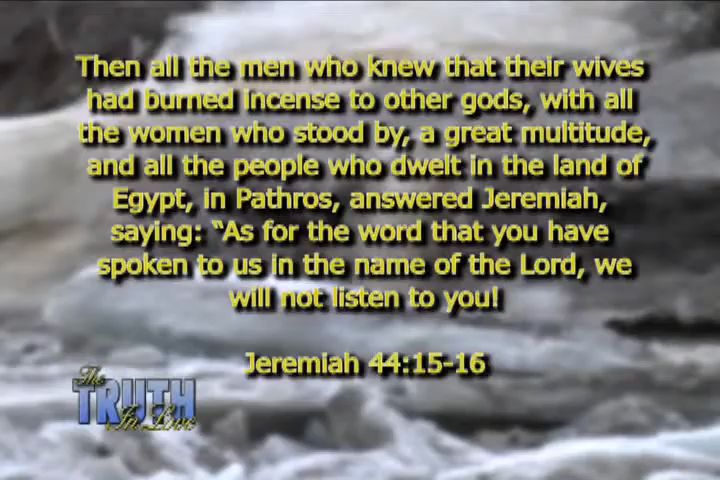 Then all the men who knew that their wives
had burned incense to other gods, with all
the women who stood by, a great multitude,
and all the people who dwelt in the land of
Egypt, in Pathros, answered Jeremiah,
saying: “As for the word that you have
spoken to us in the name of the Lord, we
will not listen to you!
Jeremiah 44:15-16
The
TRUTH
In Love